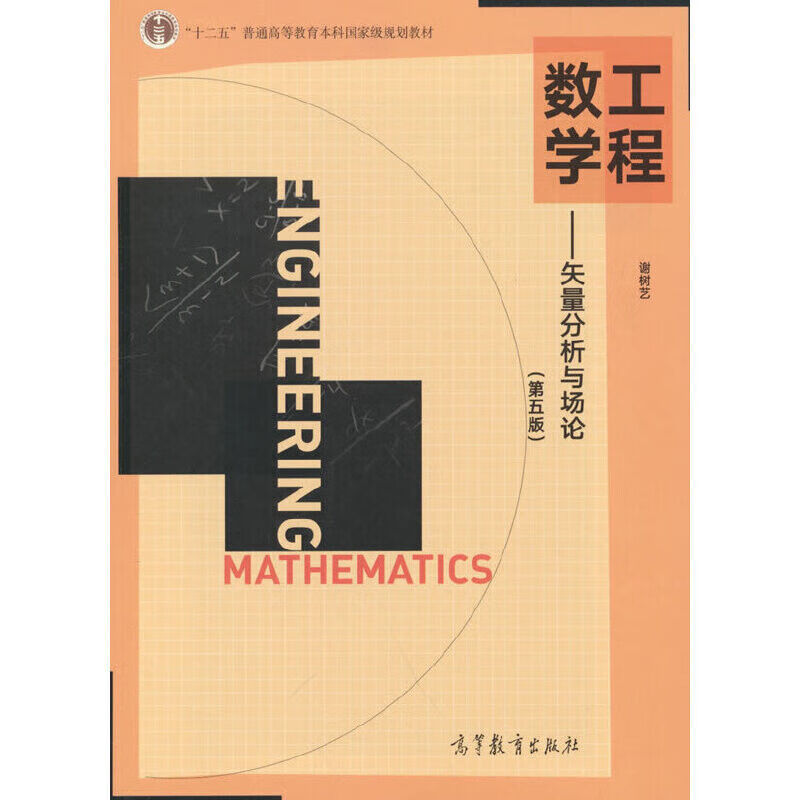 “十二五”普通高等教育本科国家级规划教材
工程
数学
——矢量分析与场论
(第五版)
谢树艺
ENGINEERING
MATHEMATICS
高等教育出版社